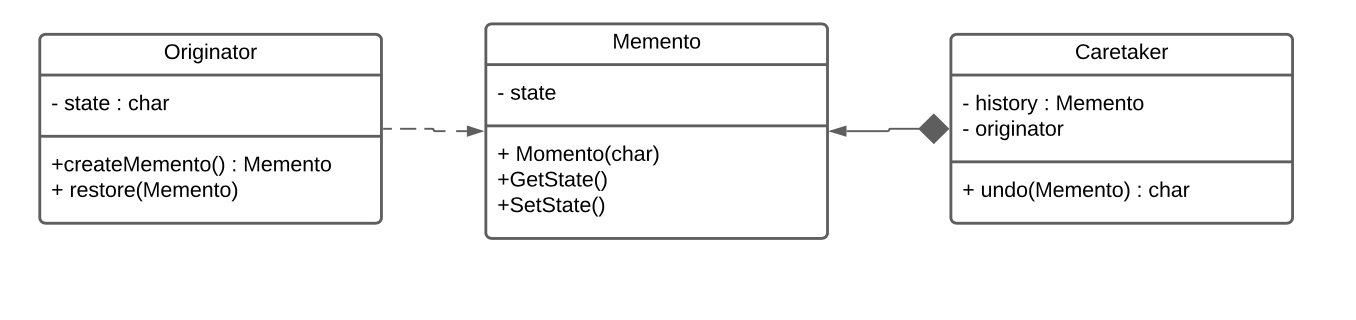 Originator
- state : char
+createMemento() : Memento
+ restore(Memento)
Memento
- state
+ Momento(char)
+GetState()
+SetState()
Caretaker
- history : Memento
- originator
+ undo(Memento) : char